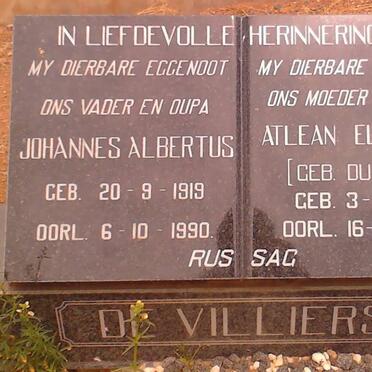 IN LIEFDEVOLLE HERINNERING
MY DIERBARE EGGENOOT
ONS VADER EN OUPA
JOHANNES ALBERTUS
GEB. 20-9-1919
OORL. 6-10-1990.
MY DIERBARE
ONS MOEDER
ATLEAN
[GEB.
GEB. 3-
OORL. 16-
RUS SAG
DE VILLIERS